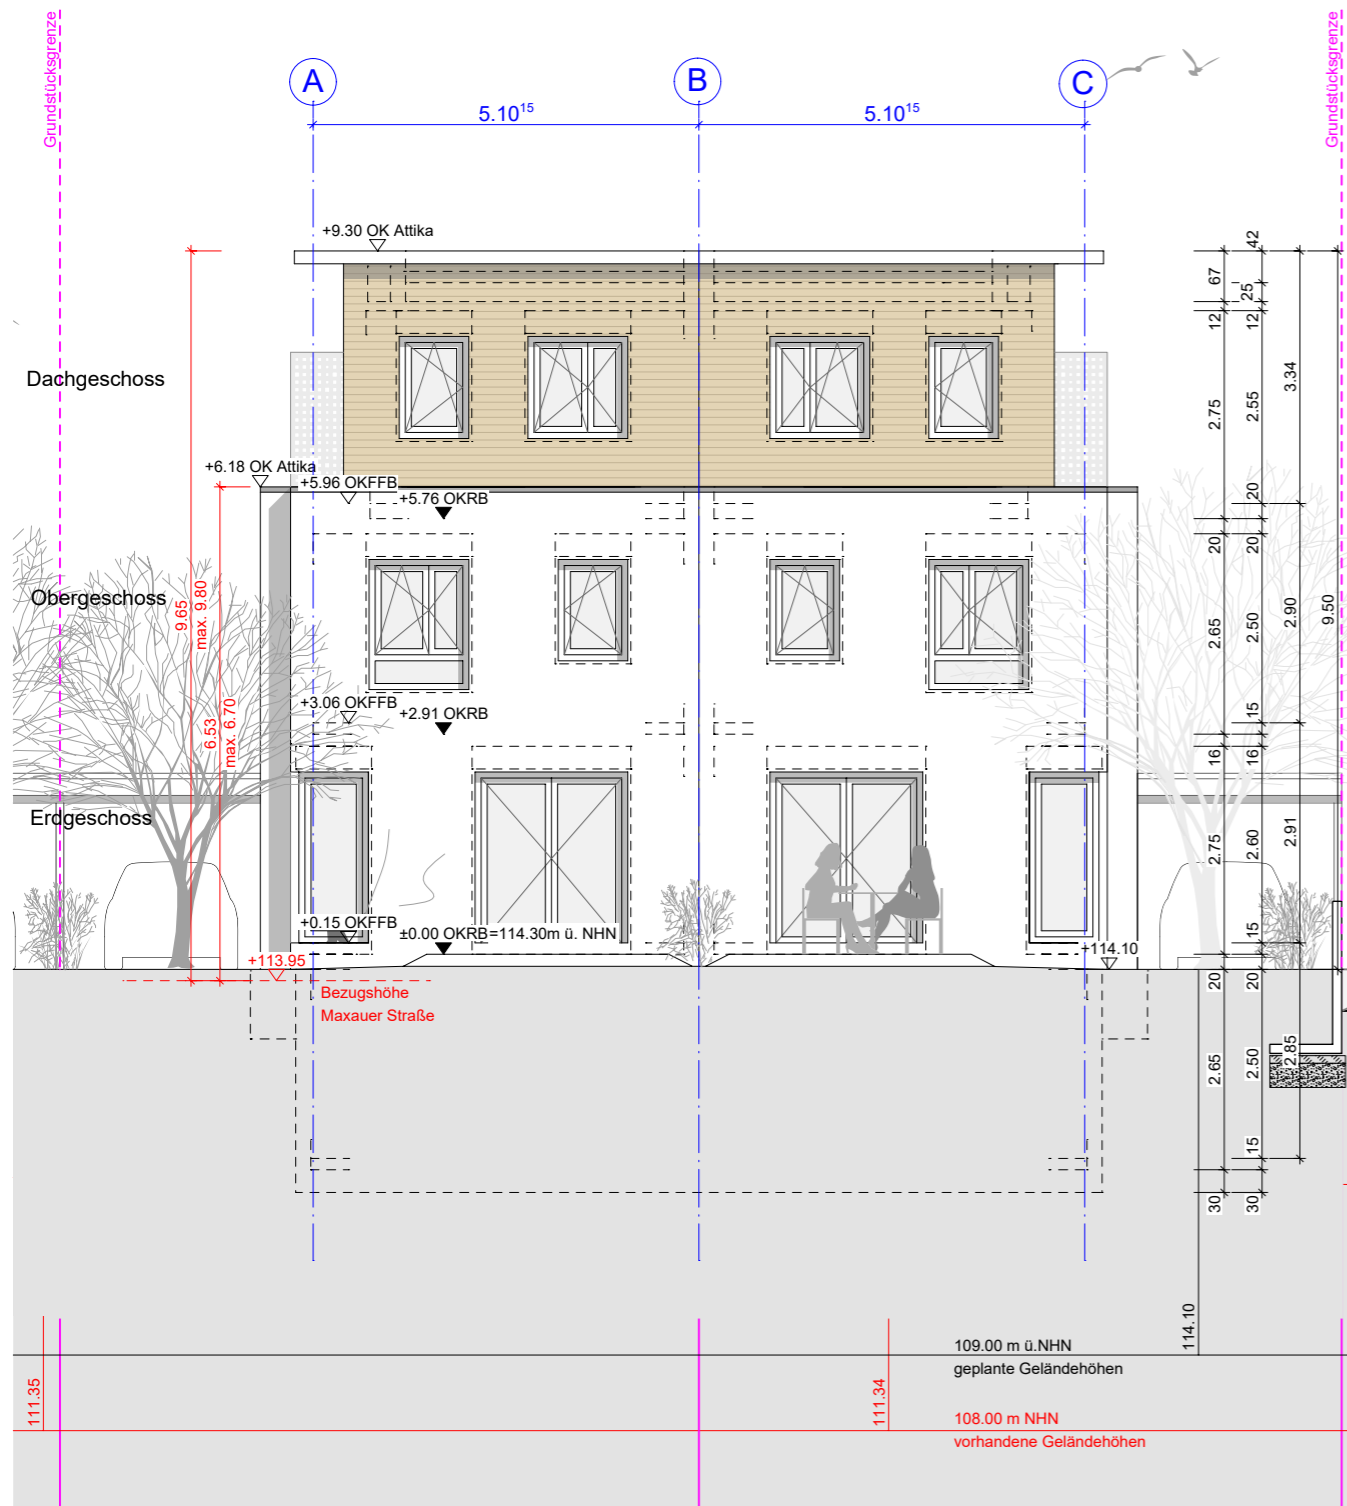 Grundstücksgrenze
Grundstücksgrenze
A
B
C
5.10¹⁵
5.10¹⁵
+9.30 OK Attika
Dachgeschoss
+6.18 OK Attika
+5.96 OKFFB
+5.76 OKRB
Obergeschoss
9.65
max. 9.80
6.53
max. 6.70
+3.06 OKFFB
+2.91 OKRB
Erdgeschoss
+0.15 OKFFB
±0.00 OKRB=114.30m ü. NHN
+113.95
+114.10
Bezugshöhe
Maxauer Straße
67
12
2.75
20
2.65
16
2.75
20
2.65
30
42
25
12
2.55
20
20
2.50
15
16
2.60
15
20
2.50
15
30
3.34
2.90
2.91
2.85
9.50
114.10
109.00 m ü.NHN
geplante Geländehöhen
111.35
111.34
108.00 m NHN
vorhandene Geländehöhen